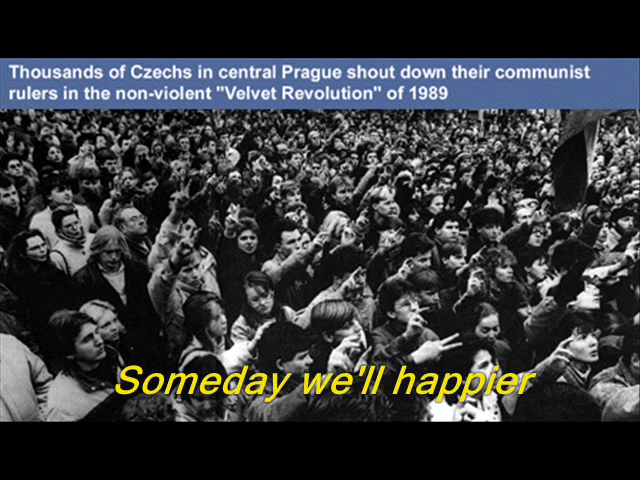 Thousands of Czechs in central Prague shout down their communist
rulers in the non-violent "Velvet Revolution" of 1989
Someday we'll happier